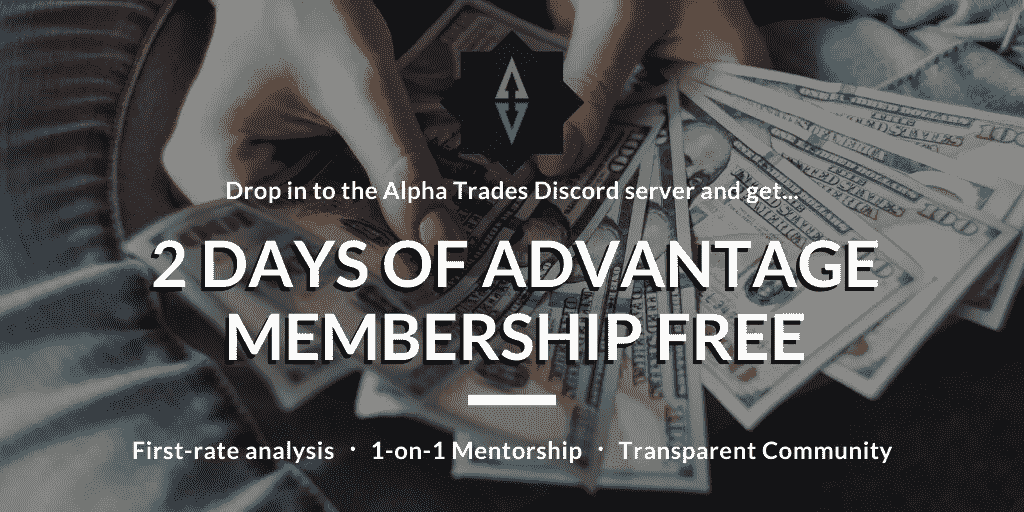 Drop in to the Alpha Trades Discord server and get...
2 DAYS OF ADVANTAGE
MEMBERSHIP FREE
First-rate analysis · 1-on-1 Mentorship · Transparent Community